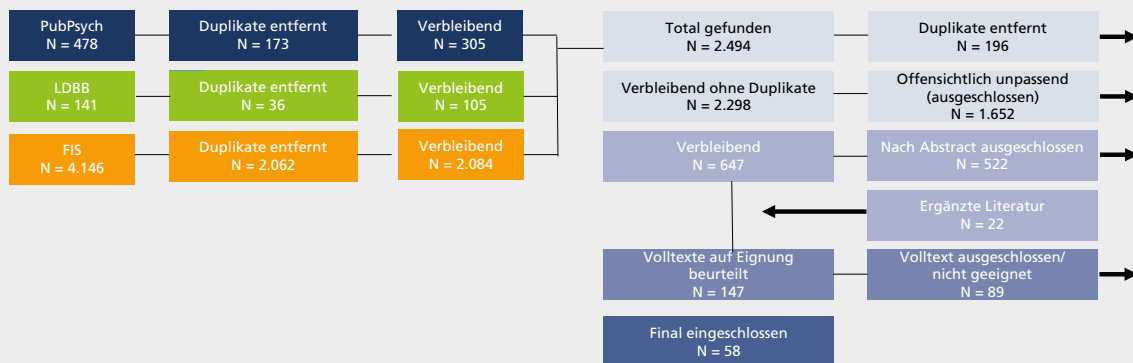 PubPsych
N = 478
Duplikate entfernt
N = 173
Verbleibend
N = 305
LDBB
N = 141
Duplikate entfernt
N = 36
Verbleibend
N = 105
FIS
N = 4.146
Duplikate entfernt
N = 2.062
Verbleibend
N = 2.084
Total gefunden
N = 2.494
Duplikate entfernt
N = 196
Verbleibend ohne Duplikate
N = 2.298
Offensichtlich unpassend
(ausgeschlossen)
N = 1.652
Verbleibend
N = 647
Nach Abstract ausgeschlossen
N = 522
Ergänzte Literatur
N = 22
Volltexte auf Eignung
beurteilt
N = 147
Volltext ausgeschlossen/
nicht geeignet
N = 89
Final eingeschlossen
N = 58